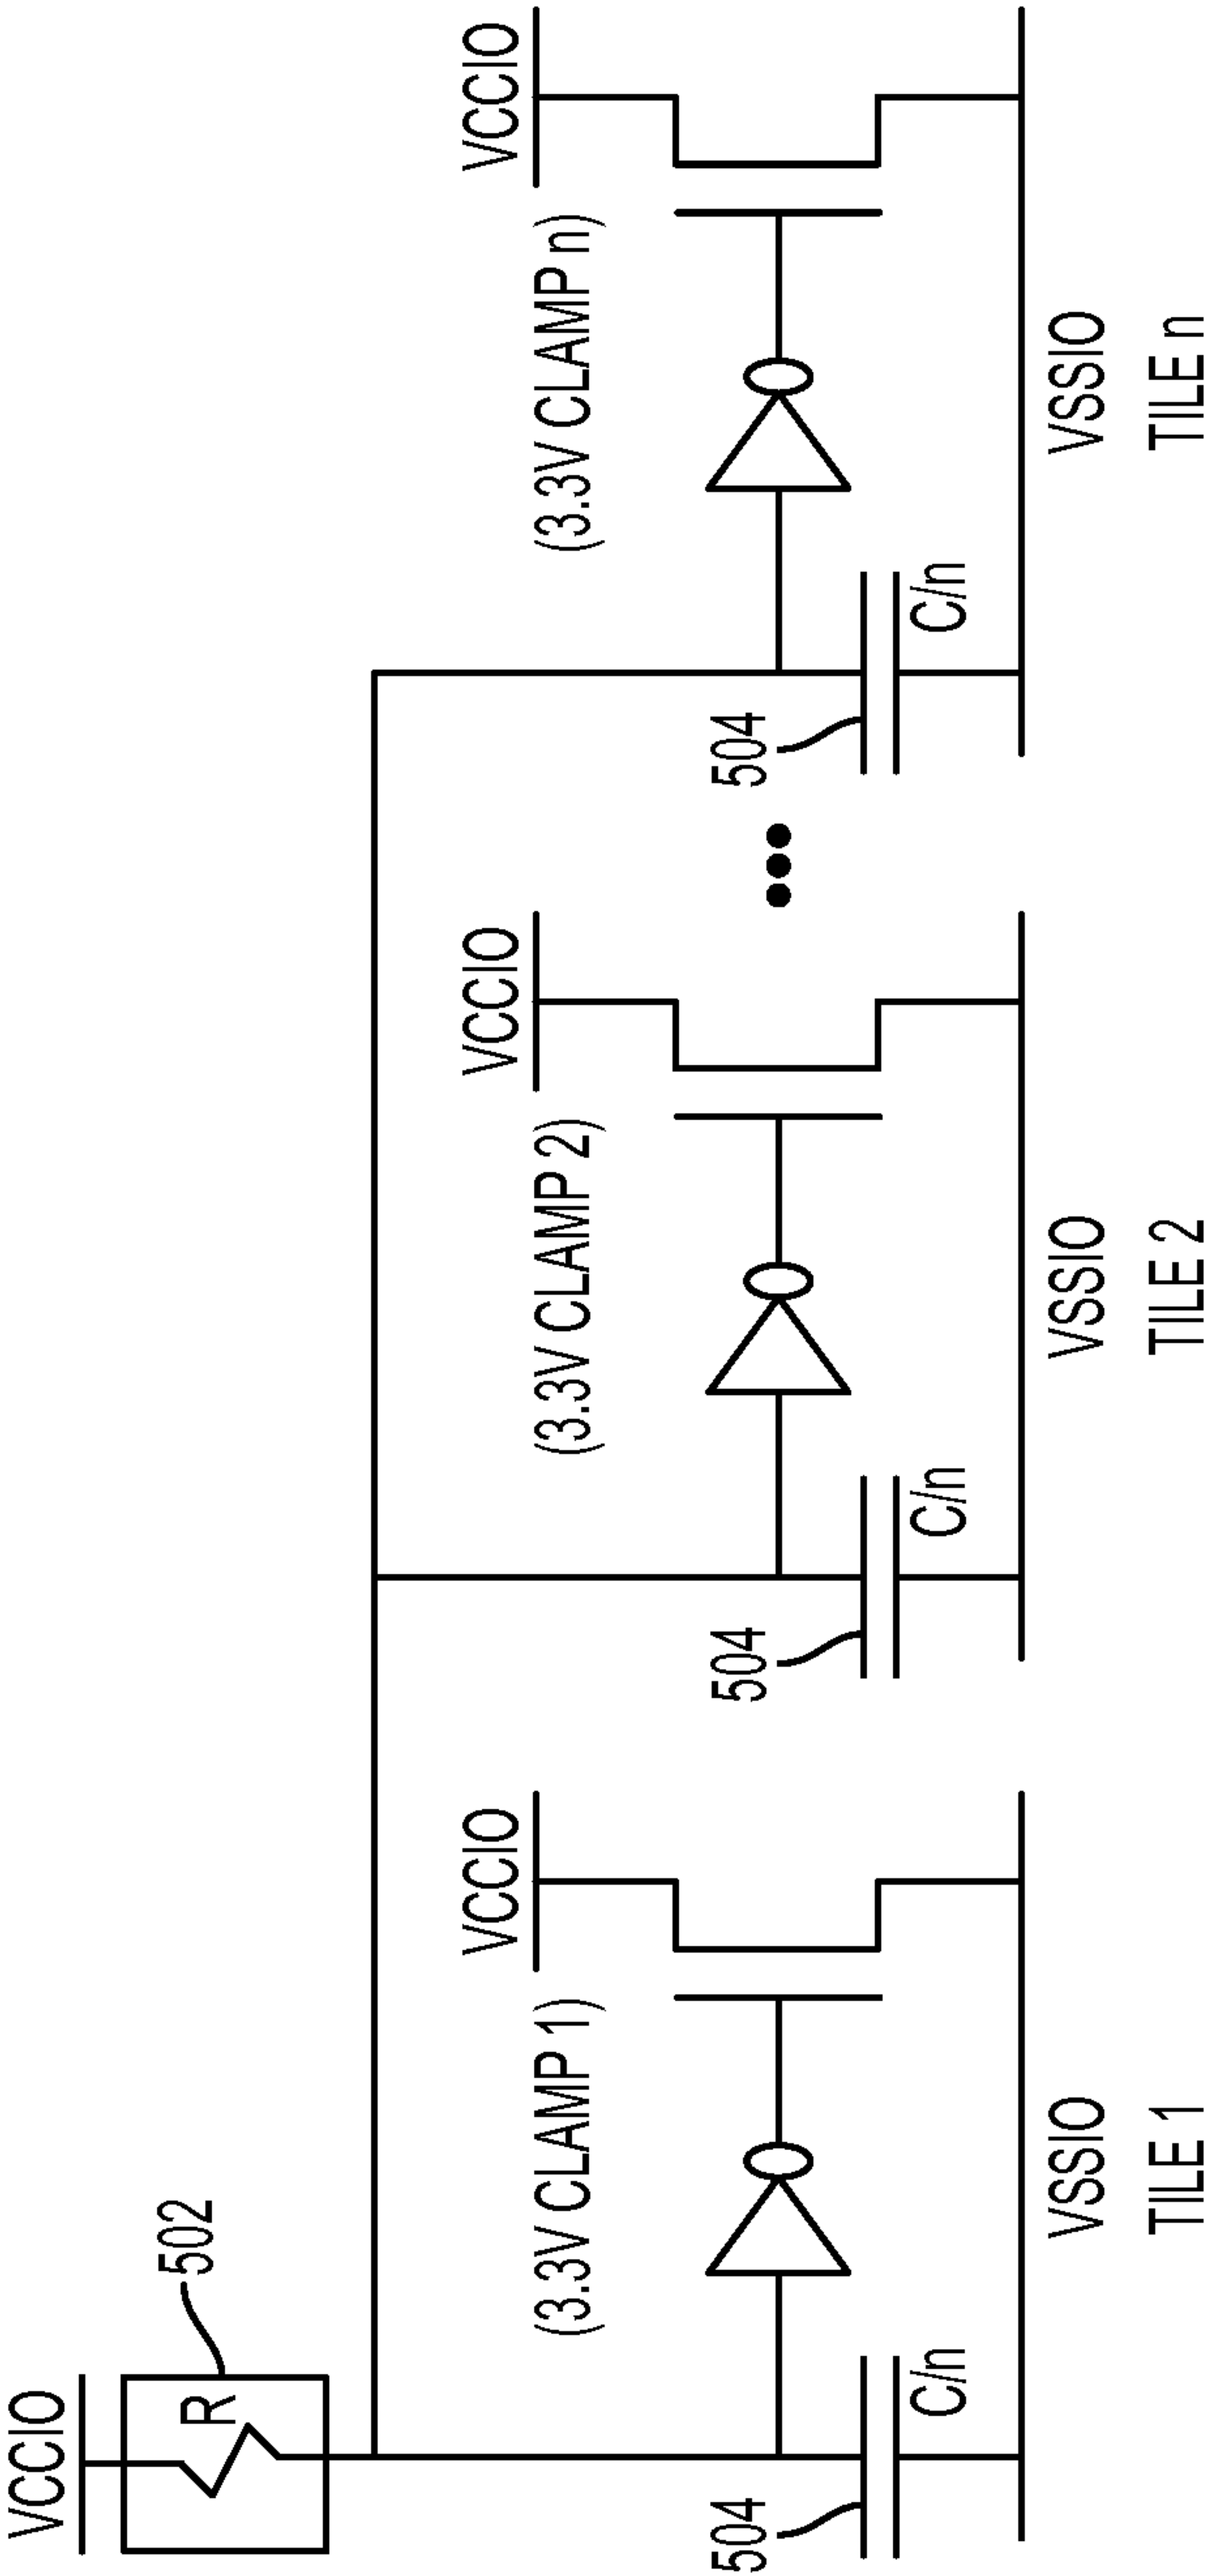 VCCIO
R
502
VCCIO
(3.3V CLAMP 1)
504
C/n
VSSIO
TILE 1
VCCIO
(3.3V CLAMP 2)
504
C/n
VSSIO
TILE 2
VCCIO
(3.3V CLAMP n)
504
C/n
VSSIO
TILE n